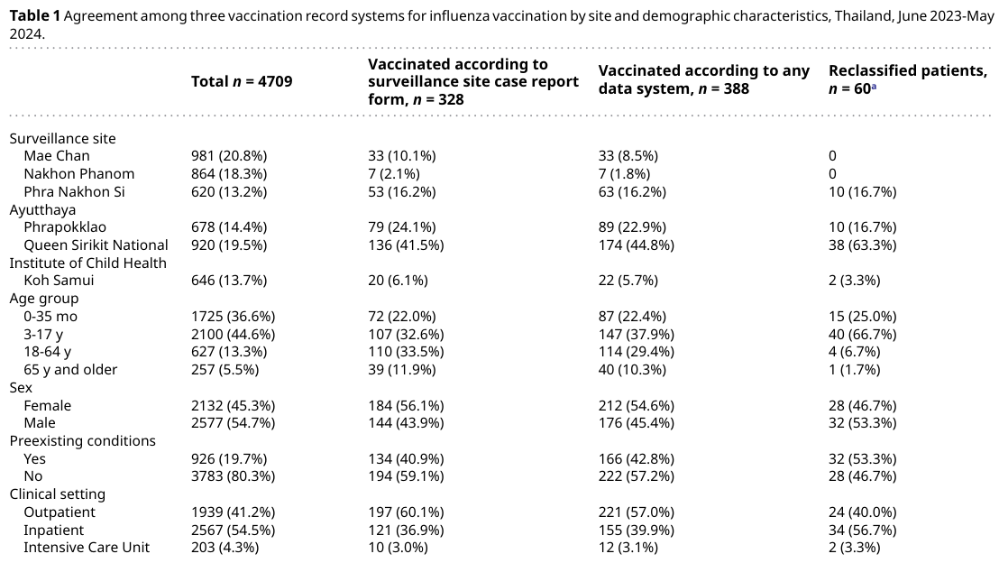 Table 1 Agreement among three vaccination record systems for influenza vaccination by site and demographic characteristics, Thailand, June 2023-May
2024.
Total n = 4709 Vaccinated according to surveillance site case report form, n = 328 Vaccinated according to any data system, n = 388 Reclassified patients, n = 60a
Surveillance site
Mae Chan 981 (20.8%) 33 (10.1%) 33 (8.5%) 0
Nakhon Phanom 864 (18.3%) 7 (2.1%) 7 (1.8%) 0
Phra Nakhon Si 620 (13.2%) 53 (16.2%) 63 (16.2%) 10 (16.7%)
Ayutthaya
Phrapokklao 678 (14.4%) 79 (24.1%) 89 (22.9%) 10 (16.7%)
Queen Sirikit National 920 (19.5%) 136 (41.5%) 174 (44.8%) 38 (63.3%)
Institute of Child Health
Koh Samui 646 (13.7%) 20 (6.1%) 22 (5.7%) 2 (3.3%)
Age group
0-35 mo 1725 (36.6%) 72 (22.0%) 87 (22.4%) 15 (25.0%)
3-17 y 2100 (44.6%) 107 (32.6%) 147 (37.9%) 40 (66.7%)
18-64 y 627 (13.3%) 110 (33.5%) 114 (29.4%) 4 (6.7%)
65 y and older 257 (5.5%) 39 (11.9%) 40 (10.3%) 1 (1.7%)
Sex
Female 2132 (45.3%) 184 (56.1%) 212 (54.6%) 28 (46.7%)
Male 2577 (54.7%) 144 (43.9%) 176 (45.4%) 32 (53.3%)
Preexisting conditions
Yes 926 (19.7%) 134 (40.9%) 166 (42.8%) 32 (53.3%)
No 3783 (80.3%) 194 (59.1%) 222 (57.2%) 28 (46.7%)
Clinical setting
Outpatient 1939 (41.2%) 197 (60.1%) 221 (57.0%) 24 (40.0%)
Inpatient 2567 (54.5%) 121 (36.9%) 155 (39.9%) 34 (56.7%)
Intensive Care Unit 203 (4.3%) 10 (3.0%) 12 (3.1%) 2 (3.3%)